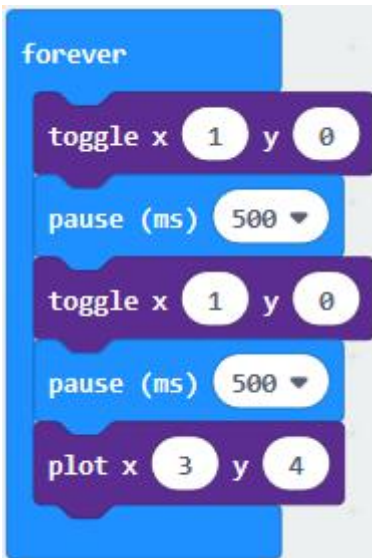 forever
toggle x 1 y 0
pause (ms) 500
toggle x 1 y 0
pause (ms) 500
plot x 3 y 4